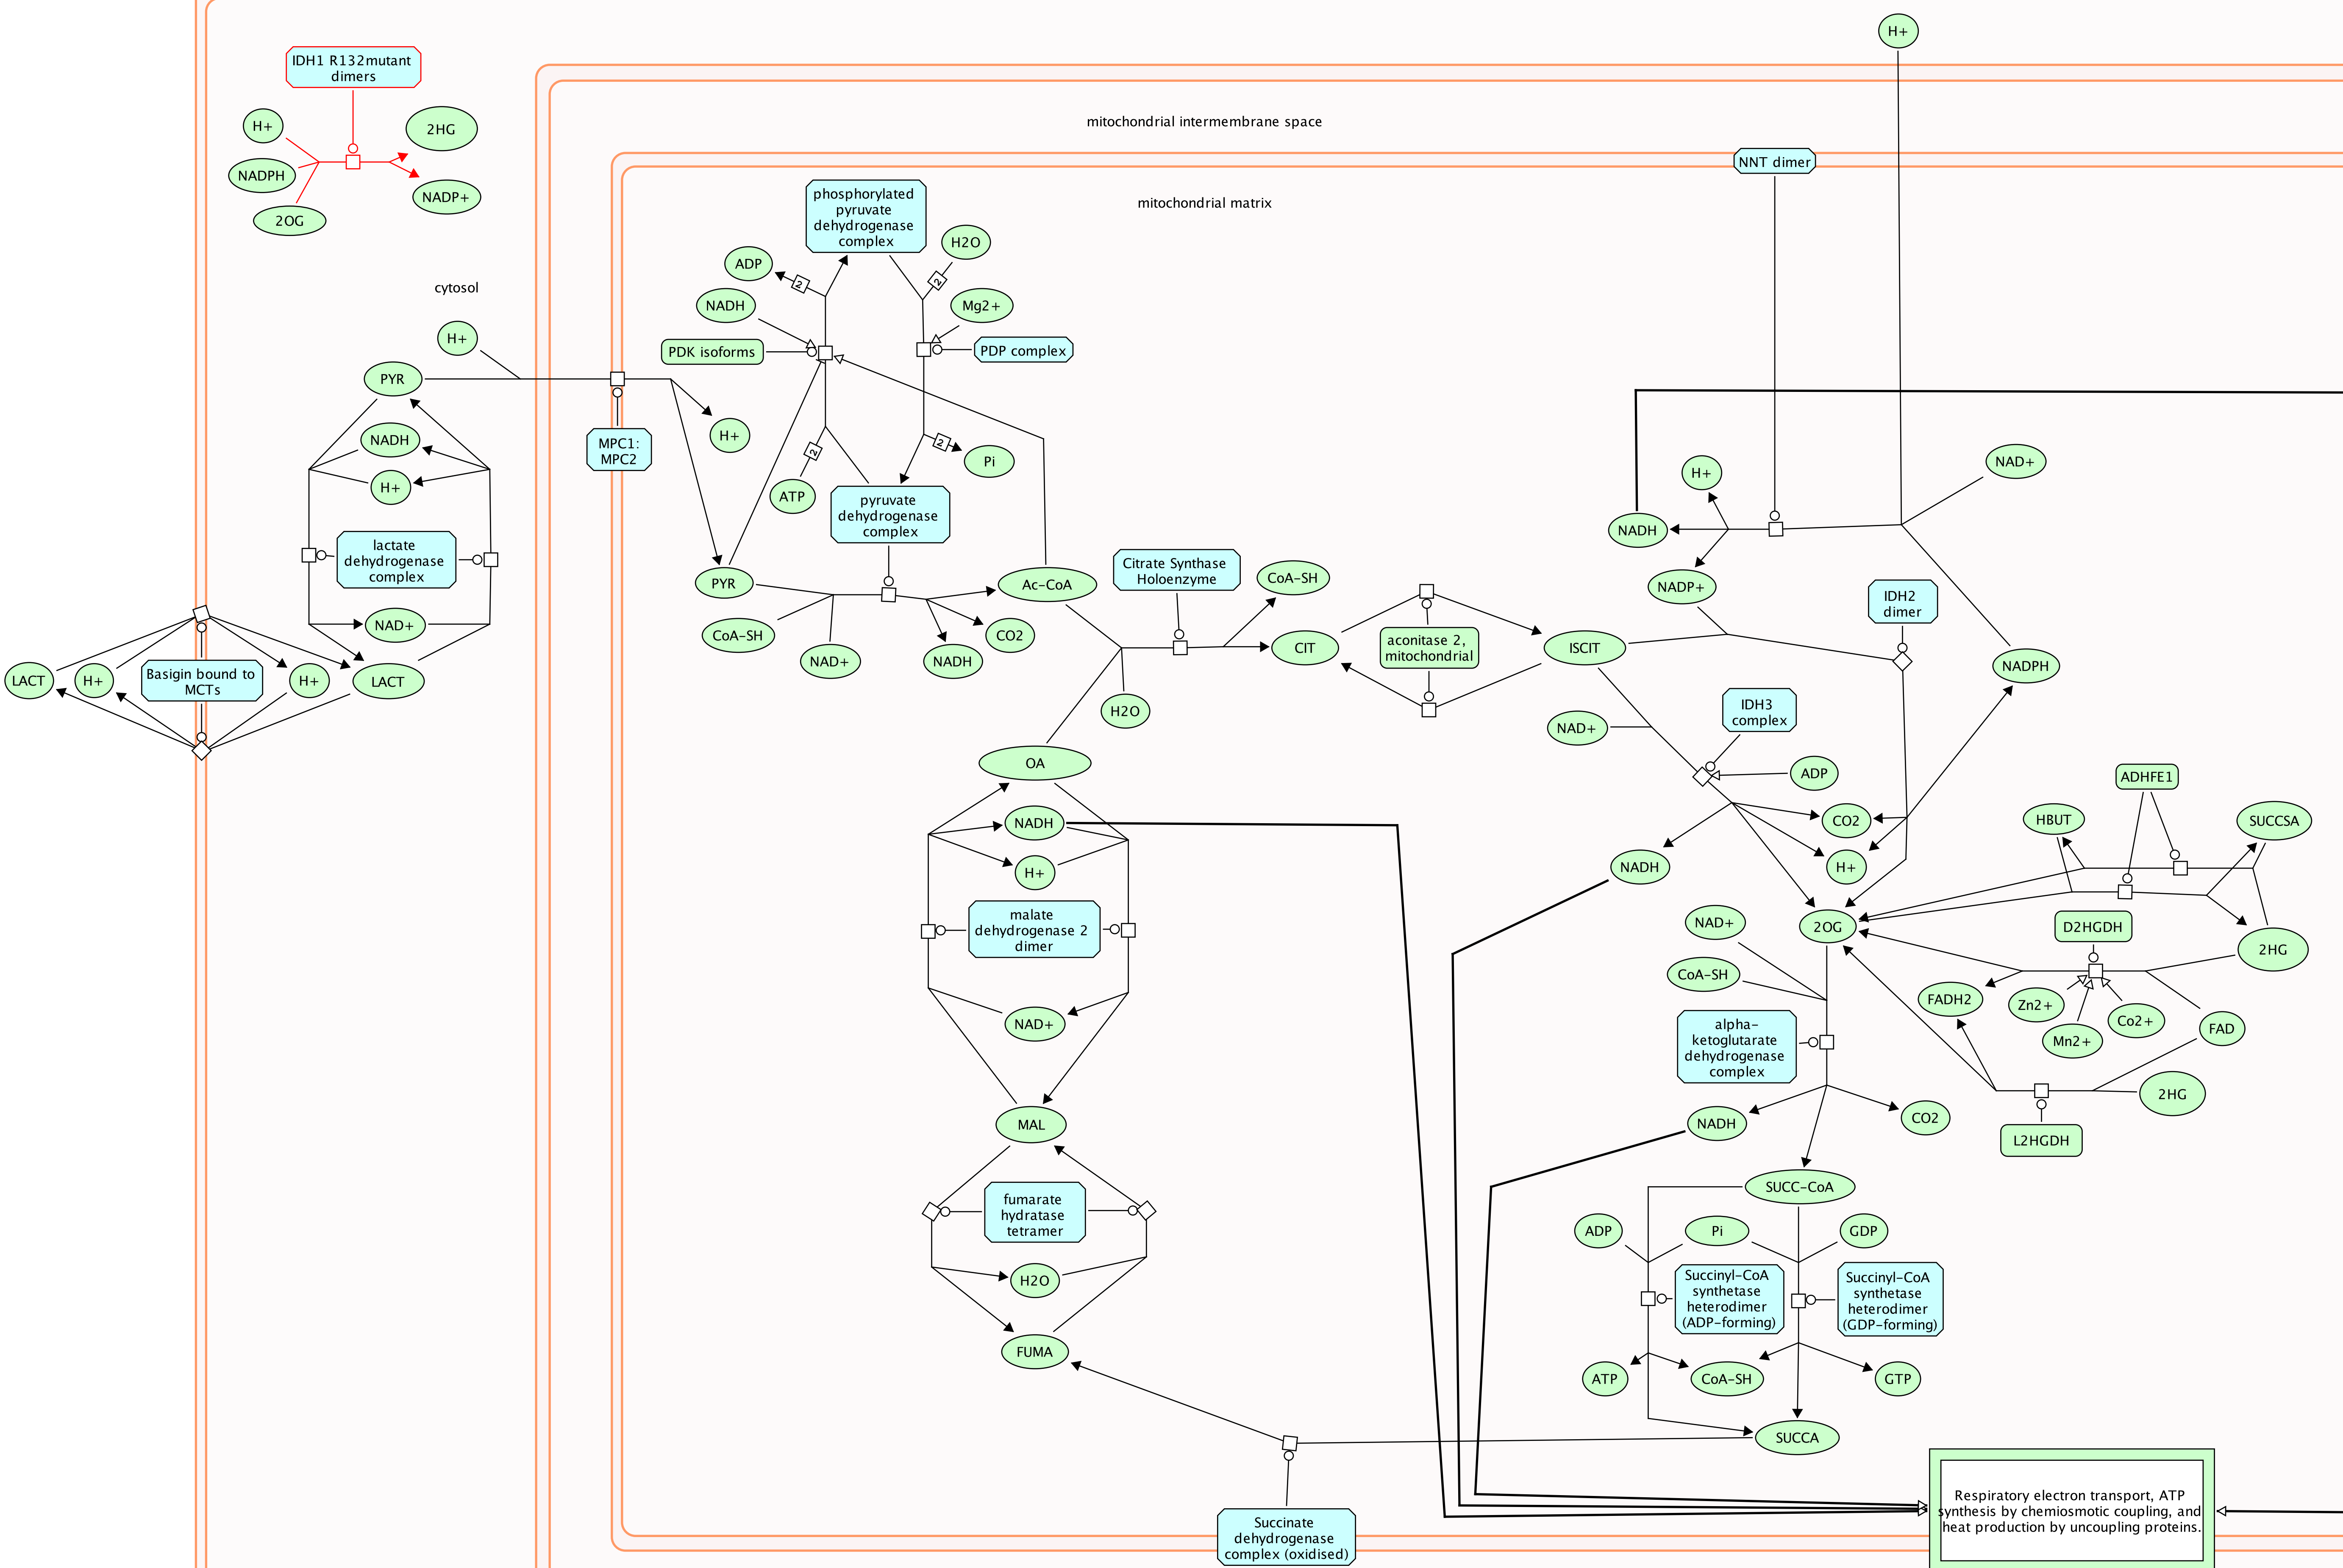 H+
IDH1 R132mutant
dimers
H+
2HG
NADPH
NADP+
2OG
cytosol
mitochondrial intermembrane space
mitochondrial matrix
NNT dimer
phosphorylated
pyruvate
dehydrogenase
complex
H2O
ADP
2
2
NADH
Mg2+
PDK isoforms
PDP complex
H+
PYR
MPC1:
MPC2
H+
2
2
Pi
ATP
pyruvate
dehydrogenase
complex
NADH
H+
lactate
dehydrogenase
complex
NAD+
LACT
H+
Basigin bound to
MCTs
H+
LACT
PYR
CoA-SH
NAD+
NADH
CO2
Ac-CoA
Citrate Synthase
Holoenzyme
CoA-SH
H2O
CIT
aconitase 2,
mitochondrial
ISCIT
H+
NAD+
NADH
NADP+
IDH2
dimer
NADPH
IDH3
complex
NAD+
ADP
CO2
H+
NADH
2OG
ADHFE1
HBUT
SUCCSA
D2HGDH
2HG
FADH2
Zn2+
Mn2+
Co2+
FAD
2HG
L2HGDH
OA
NADH
H+
malate
dehydrogenase 2
dimer
NAD+
MAL
fumarate
hydratase
tetramer
H2O
FUMA
NAD+
CoA-SH
alpha-
ketoglutarate
dehydrogenase
complex
NADH
CO2
SUCC-CoA
ADP
Pi
GDP
Succinyl-CoA
synthetase
heterodimer
(ADP-forming)
Succinyl-CoA
synthetase
heterodimer
(GDP-forming)
ATP
CoA-SH
GTP
SUCCA
Succinate
dehydrogenase
complex (oxidised)
Respiratory electron transport, ATP
synthesis by chemiosmotic coupling, and
heat production by uncoupling proteins.